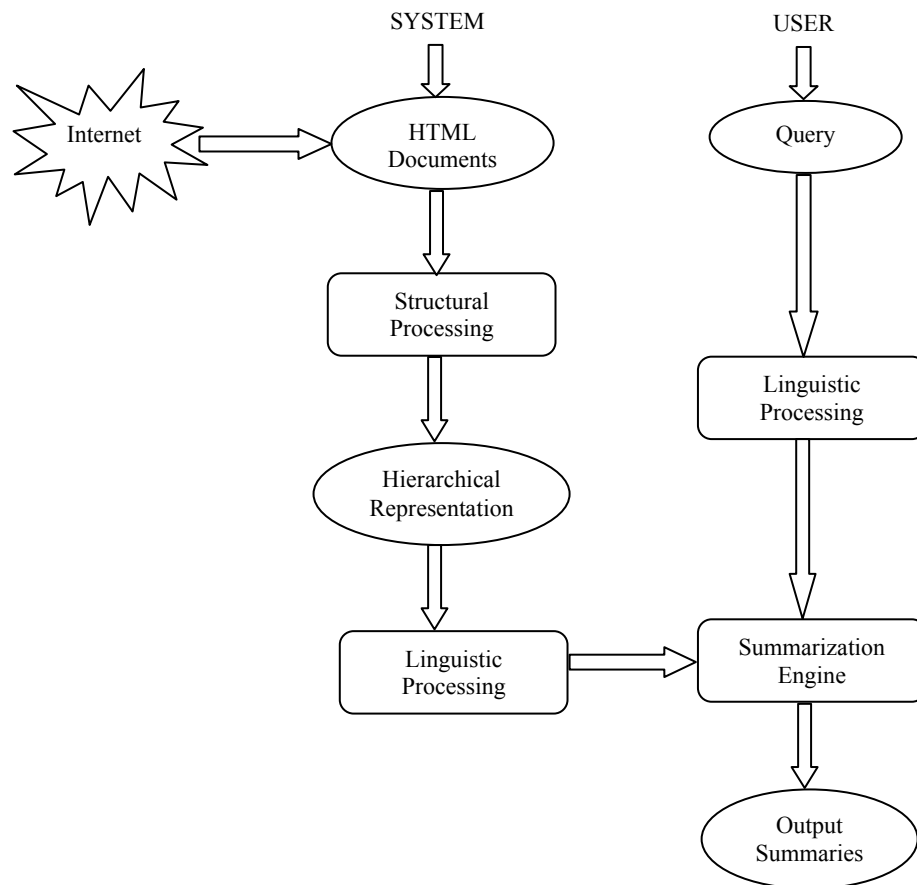 SYSTEM
USER
Internet
HTML
Documents
Query
Structural
Processing
Linguistic
Processing
Hierarchical
Representation
Linguistic
Processing
Summarization
Engine
Output
Summaries